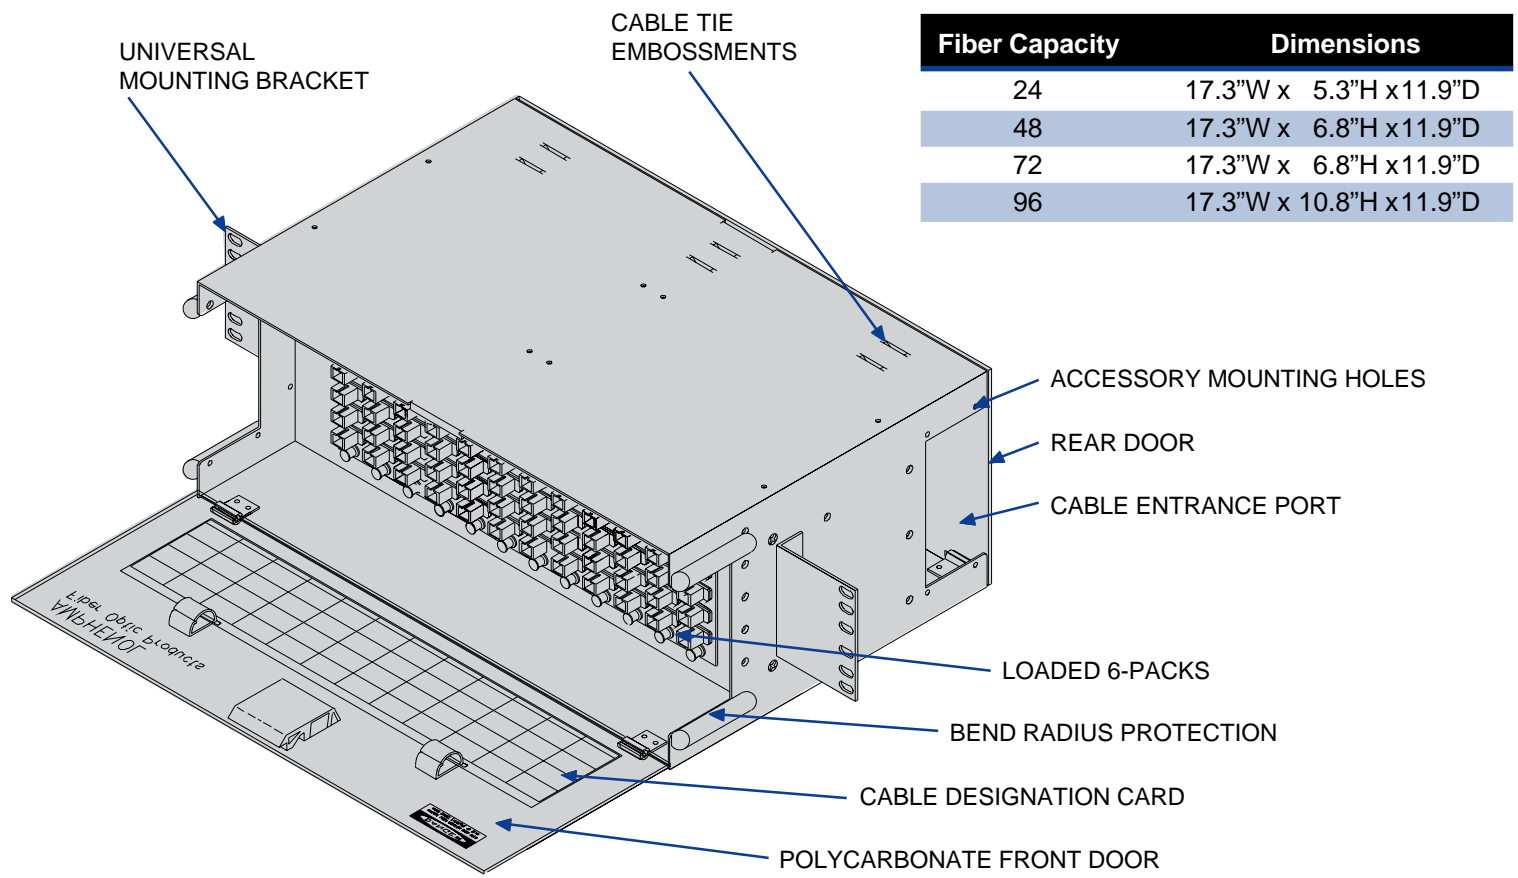 CABLE TIE
EMBOSSMENTS
UNIVERSAL
MOUNTING BRACKET
Fiber Capacity Dimensions
24 17.3”W x 5.3”H x11.9”D
48 17.3”W x 6.8”H x11.9”D
72 17.3”W x 6.8”H x11.9”D
96 17.3”W x 10.8”H x11.9”D
ACCESSORY MOUNTING HOLES
REAR DOOR
CABLE ENTRANCE PORT
LOADED 6-PACKS
BEND RADIUS PROTECTION
CABLE DESIGNATION CARD
POLYCARBONATE FRONT DOOR
AMPHENOL
Fiber Optic Products